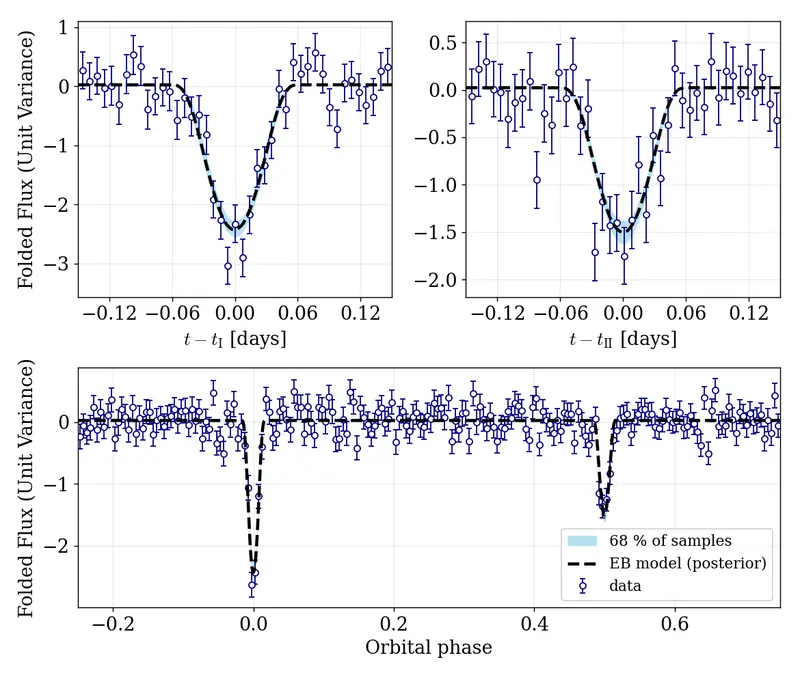 Folded Flux (Unit Variance)
1
0
−1
−2
−3
−0.12 −0.06 0.00 0.06 0.12
t − tI [days]
0.5
0.0
−0.5
−1.0
−1.5
−2.0
−0.12 −0.06 0.00 0.06 0.12
t − tII [days]
Folded Flux (Unit Variance)
0
−1
−2
68 % of samples
EB model (posterior)
data
−0.2 0.0 0.2 0.4 0.6
Orbital phase